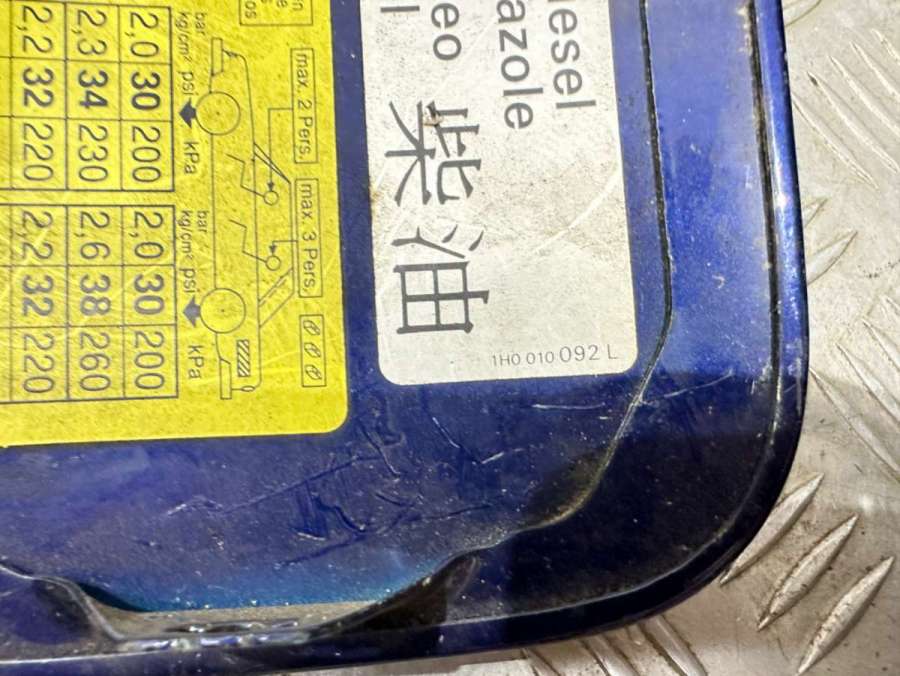 iesel
azole
eo
l
柴油
1H0 010 092 L
os
max. 2 Pers. max. 3 Pers.
bar
kg/cm² psi kPa
bar
kg/cm² psi kPa
2,0 30 200 2,0 30 200
2,3 34 230 2,6 38 260
2,2 32 220 2,2 32 220